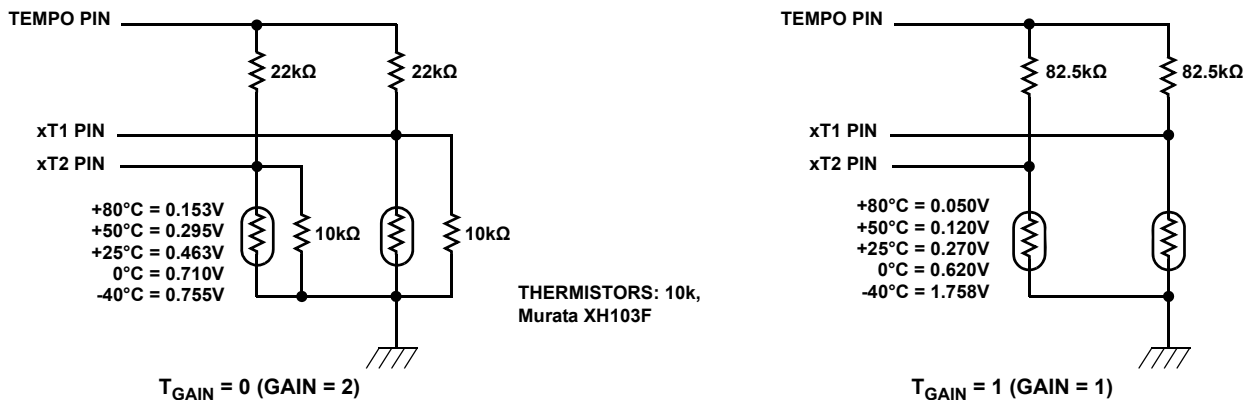 TEMPO PIN
22kΩ
22kΩ
xT1 PIN
xT2 PIN
+80°C = 0.153V
+50°C = 0.295V
+25°C = 0.463V
0°C = 0.710V
-40°C = 0.755V
10kΩ
10kΩ
THERMISTORS: 10k,
Murata XH103F
T_GAIN = 0 (GAIN = 2)
TEMPO PIN
82.5kΩ
82.5kΩ
xT1 PIN
xT2 PIN
+80°C = 0.050V
+50°C = 0.120V
+25°C = 0.270V
0°C = 0.620V
-40°C = 1.758V
T_GAIN = 1 (GAIN = 1)